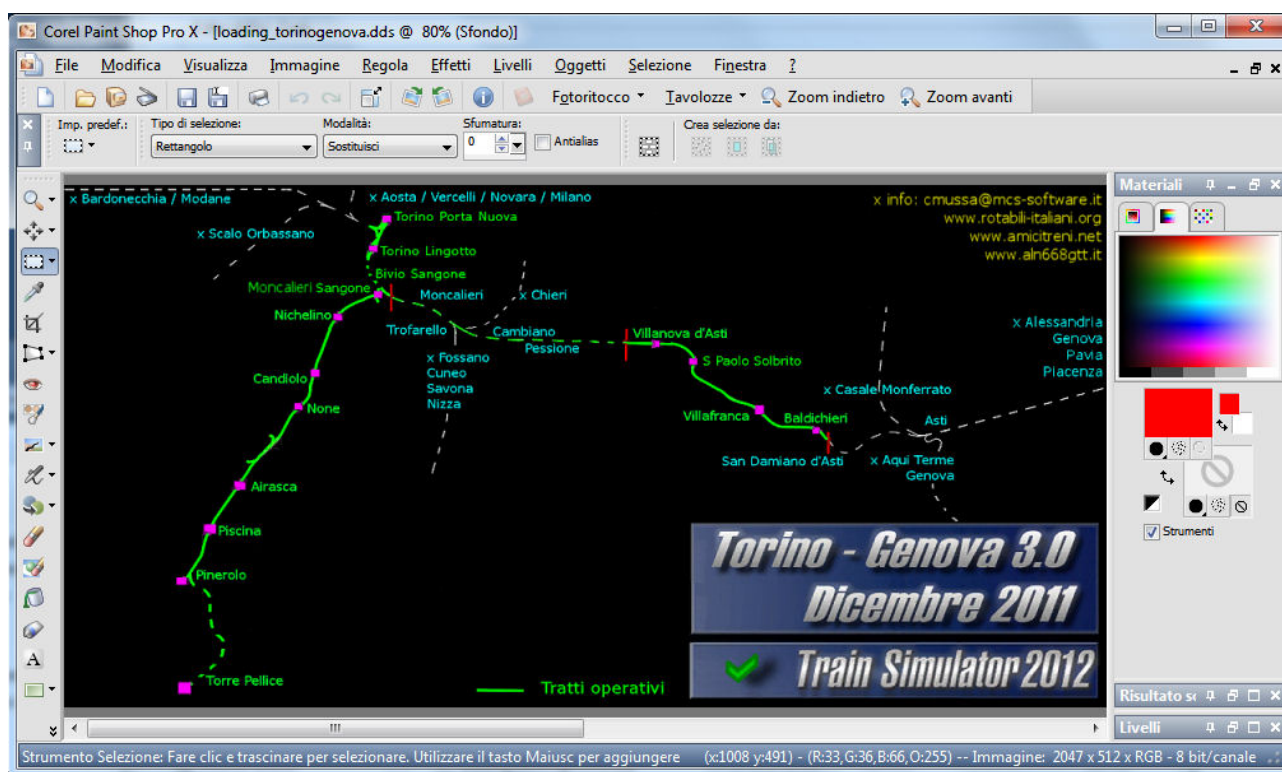 Corel Paint Shop Pro X - [loading_torinogenova.dds @ 80% (Sfondo)]
File Modifica Visualizza Immagine Regola Effetti Livelli Oggetti Selezione Finestra ?
Fotoritocco Tavolozze Zoom indietro Zoom avanti
Imp. predef.: Tipo di selezione: Modalità: Sfumatura: Crea selezione da:
Rettangolo Sostituisci 0 Antialias
Materiali
x Bardonecchia / Modane
x Aosta / Vercelli / Novara / Milano
x info: cmussa@mcs-software.it
www.rotabili-italiani.org
www.amicitreni.net
www.aln668gtt.it
Torino Porta Nuova
x Scalo Orbassano
Torino Lingotto
Bivio Sangone
Moncalieri Sangone
Moncalieri
x Chieri
Nichelino
Trofarello
Cambiano
Pessione
Villanova d'Asti
x Alessandria
Genova
Pavia
Piacenza
x Fossano
Cuneo
Savona
Nizza
S Paolo Solbrito
Candiolo
x Casale Monferrato
None
Villafranca
Baldichieri
Asti
San Damiano d'Asti
x Aqui Terme
Genova
Airasca
Piscina
Pinerolo
Torre Pellice
Tratti operativi
Torino - Genova 3.0
Dicembre 2011
Train Simulator 2012
Strumenti
Risultato
Livelli
Strumento Selezione: Fare clic e trascinare per selezionare. Utilizzare il tasto Maiusc per aggiungere (x:1008 y:491) - (R:33,G:36,B:66,O:255) -- Immagine: 2047 x 512 x RGB - 8 bit/canale